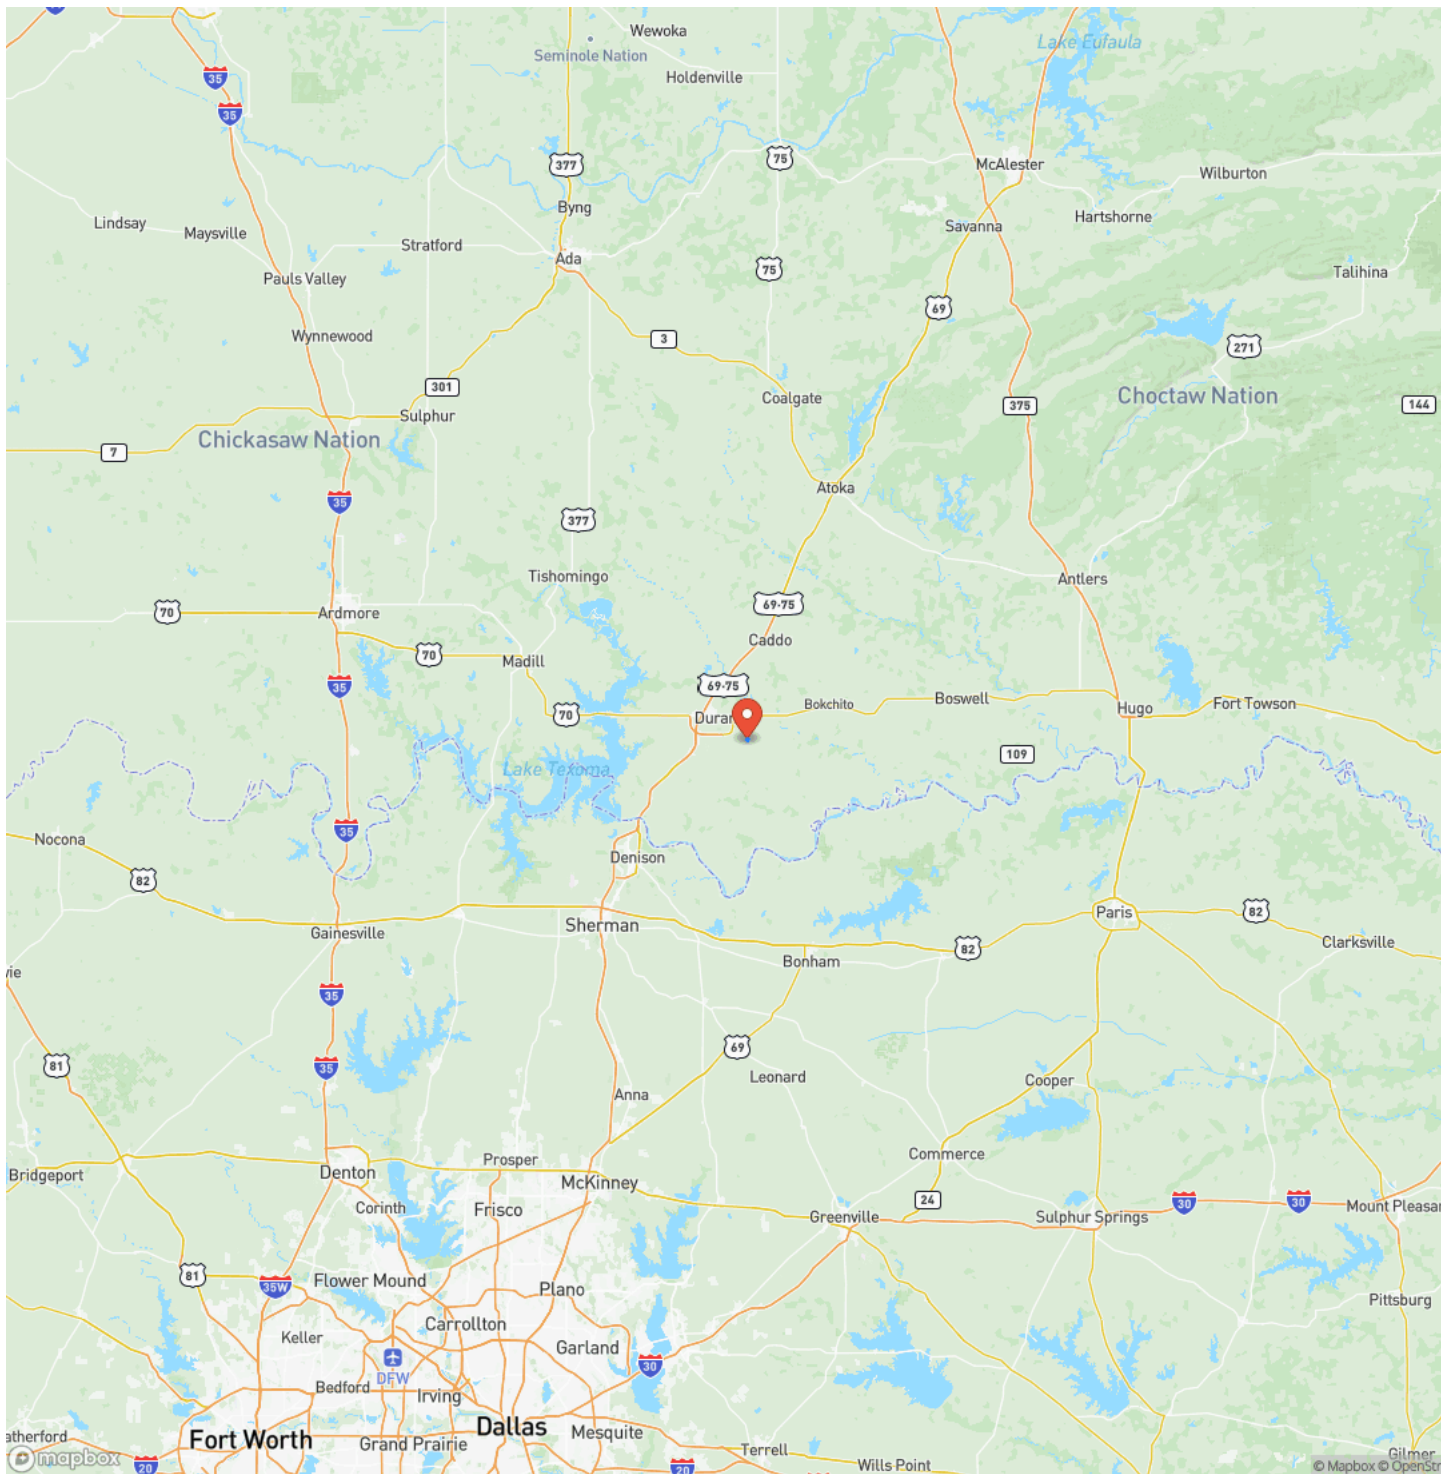 Wewoka
Lake Eufaula
Seminole Nation
Holdenville
35
35
377
75
McAlester
Wilburton
Byng
Hartshorne
Lindsay
Maysville
Savanna
Stratford
Ada
75
Talihina
Pauls Valley
69
Wynnewood
3
271
301
Coalgate
Choctaw Nation
375
144
Sulphur
Chickasaw Nation
7
Atoka
35
377
Tishomingo
Antlers
69-75
70
Ardmore
Caddo
70
Madill
35
69-75
Boswell
Bokchito
Fort Towson
Hugo
70
Duran
109
Lake Texoma
35
Nocona
Denison
82
Paris
82
Sherman
Gainesville
82
Clarksville
Bonham
vie
35
69
81
35
Leonard
Cooper
Anna
Commerce
Prosper
Bridgeport
Denton
McKinney
24
30
30
Corinth
Frisco
Greenville
Sulphur Springs
Mount Pleasar
81
Flower Mound
35W
Plano
Pittsburg
Carrollton
Keller
Garland
DFW
30
Bedford
Irving
Dallas
Mesquite
atherford
Fort Worth
Grand Prairie
Terrell
Gilmer
mapbox
20
20
Wills Point
© Mapbox © OpenStr